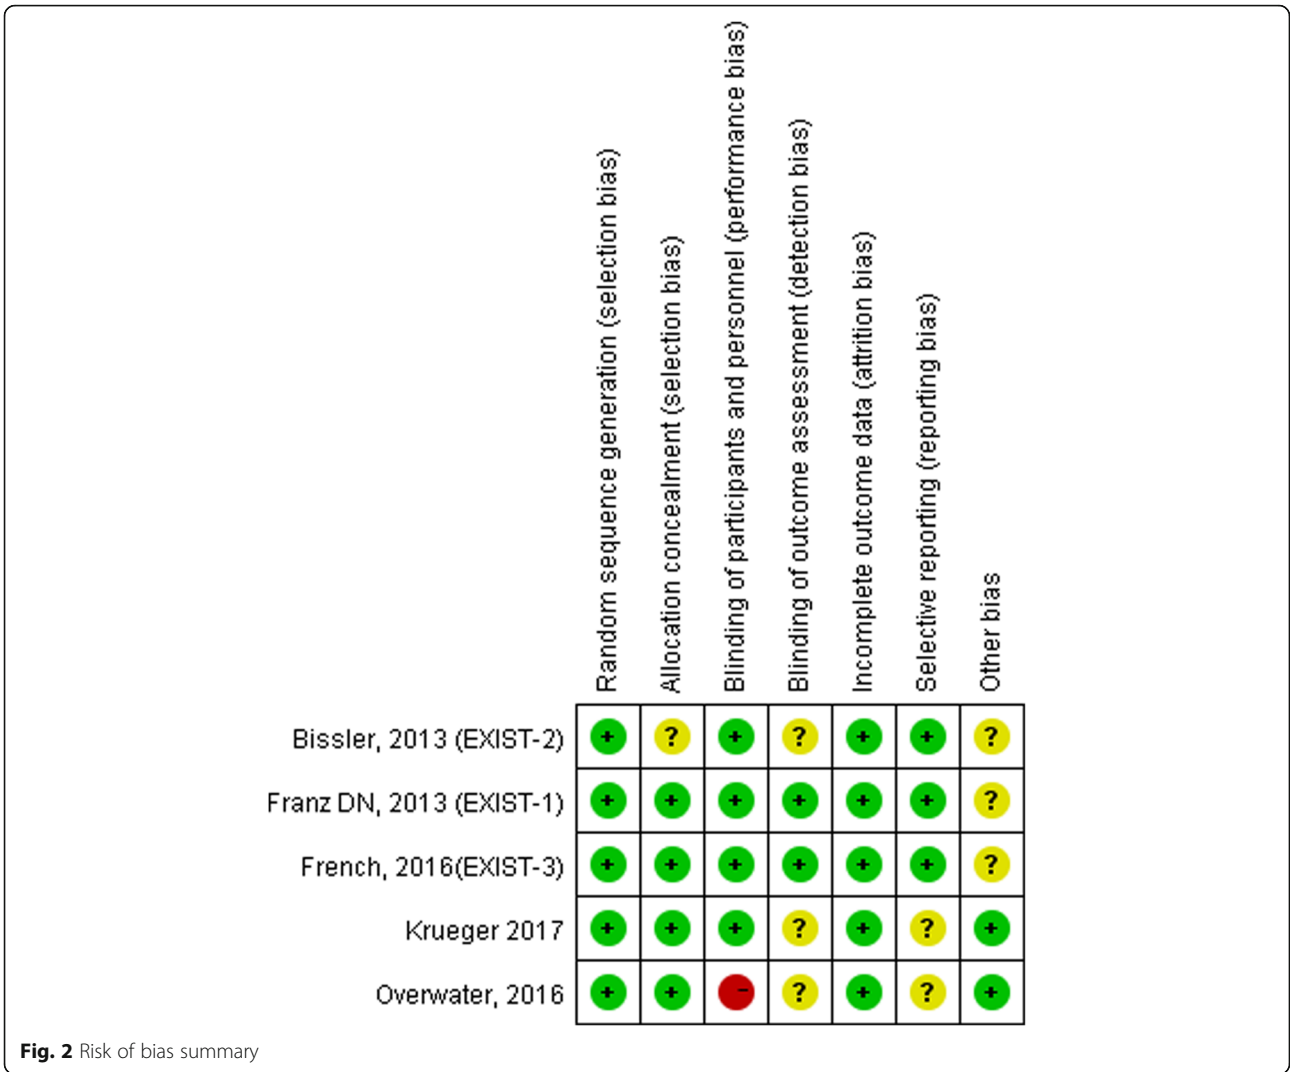 Random sequence generation (selection bias)
Allocation concealment (selection bias)
Blinding of participants and personnel (performance bias)
Blinding of outcome assessment (detection bias)
Incomplete outcome data (attrition bias)
Selective reporting (reporting bias)
Other bias
Bissler, 2013 (EXIST-2) + ? + ? + + ?
Franz DN, 2013 (EXIST-1) + + + + + + ?
French, 2016(EXIST-3) + + + + + + ?
Krueger 2017 + + + ? + ? +
Overwater, 2016 + + - ? + ? +
Fig. 2 Risk of bias summary